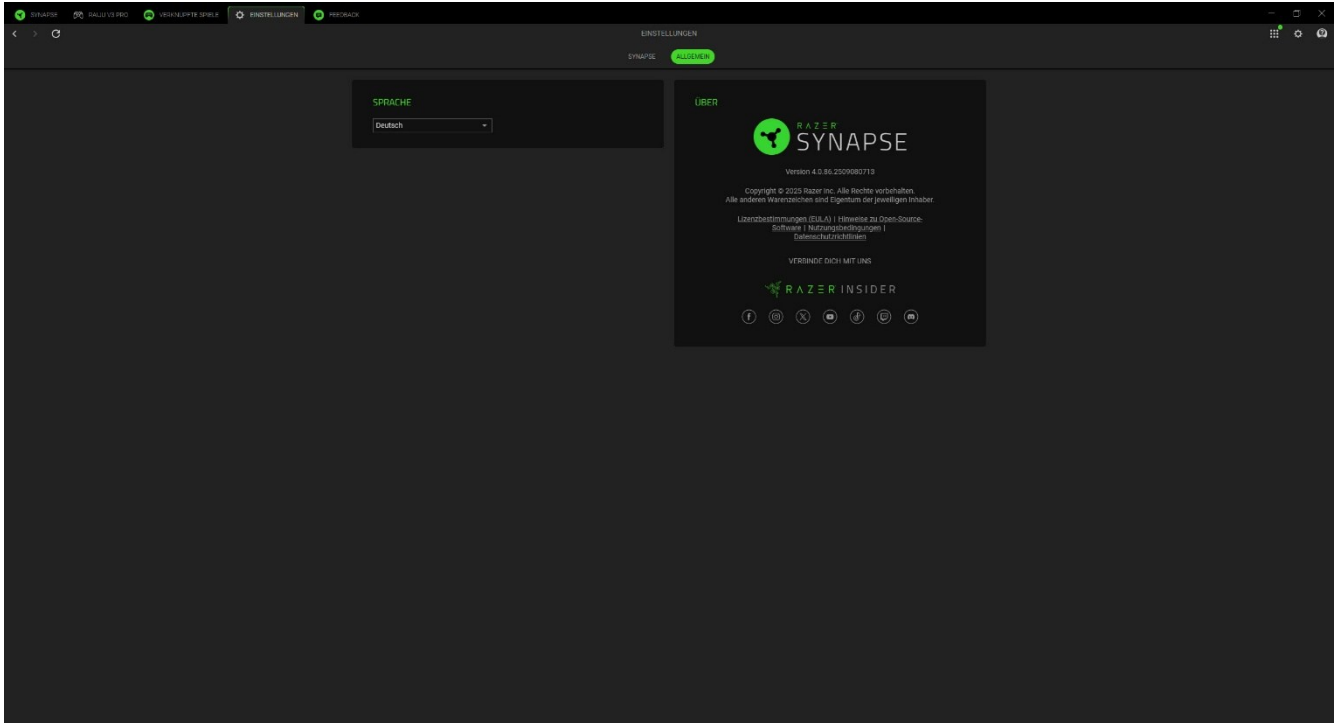 SYNAPSE
RAIJU V3 PRO
VERKNÜPFTE SPIELE
EINSTELLUNGEN
FEEDBACK
EINSTELLUNGEN
SYNAPSE
ALLGEMEIN
SPRACHE
Deutsch
ÜBER
RAZER
SYNAPSE
Version 4.0.86.2509080713
Copyright © 2025 Razer Inc. Alle Rechte vorbehalten.
Alle anderen Warenzeichen sind Eigentum der jeweiligen Inhaber.
Lizenzbestimmungen (EULA) | Hinweise zu Open-Source-
Software | Nutzungsbedingungen |
Datenschutzrichtlinien
VERBINDE DICH MIT UNS
RAZER INSIDER